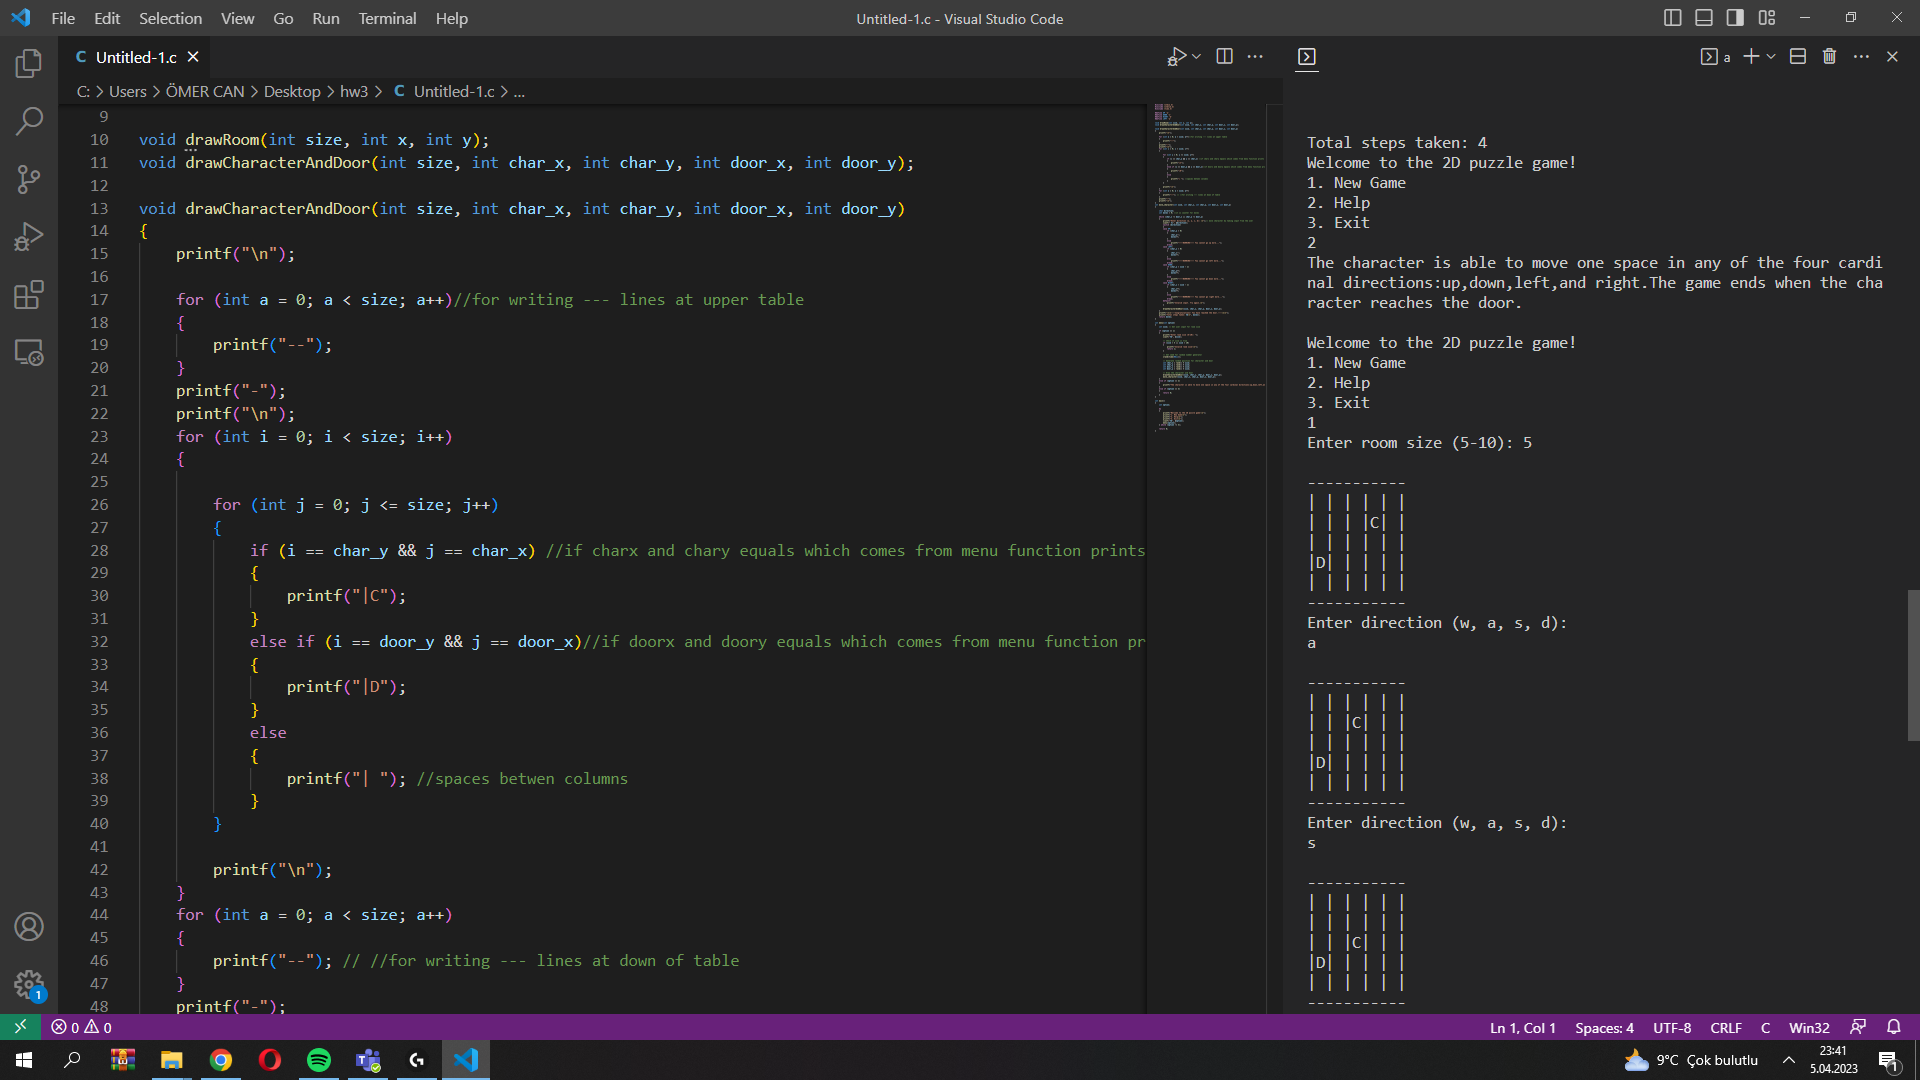 File Edit Selection View Go Run Terminal Help
Untitled-1.c - Visual Studio Code
C Untitled-1.c
C: > Users > ÖMER CAN > Desktop > hw3 > C Untitled-1.c > ...
9
10 void drawRoom(int size, int x, int y);
11 void drawCharacterAndDoor(int size, int char_x, int char_y, int door_x, int door_y);
12
13 void drawCharacterAndDoor(int size, int char_x, int char_y, int door_x, int door_y)
14 {
15 printf("\n");
16
17 for (int a = 0; a < size; a++)//for writing --- lines at upper table
18 {
19 printf("--");
20 }
21 printf("-");
22 printf("\n");
23 for (int i = 0; i < size; i++)
24 {
25
26 for (int j = 0; j <= size; j++)
27 {
28 if (i == char_y && j == char_x) //if charx and chary equals which comes from menu function prints
29 {
30 printf("|C");
31 }
32 else if (i == door_y && j == door_x)//if doorx and doory equals which comes from menu function pr
33 {
34 printf("|D");
35 }
36 else
37 {
38 printf("| "); //spaces betwen columns
39 }
40 }
41
42 printf("\n");
43 }
44 for (int a = 0; a < size; a++)
45 {
46 printf("--"); // //for writing --- lines at down of table
47 }
48 printf("-");
a
Total steps taken: 4
Welcome to the 2D puzzle game!
1. New Game
2. Help
3. Exit
2
The character is able to move one space in any of the four cardi
nal directions:up,down,left,and right.The game ends when the cha
racter reaches the door.
Welcome to the 2D puzzle game!
1. New Game
2. Help
3. Exit
1
Enter room size (5-10): 5
-----------
| | | | | |
| | | |C| |
| | | | | |
|D| | | | |
| | | | | |
-----------
Enter direction (w, a, s, d):
a
-----------
| | | | | |
| | |C| | |
| | | | | |
|D| | | | |
| | | | | |
-----------
Enter direction (w, a, s, d):
s
-----------
| | | | | |
| | | | | |
| | |C| | |
|D| | | | |
| | | | | |
-----------
1
0 0
Ln 1, Col 1 Spaces: 4 UTF-8 CRLF C Win32
9°C Çok bulutlu
23:41
5.04.2023
1